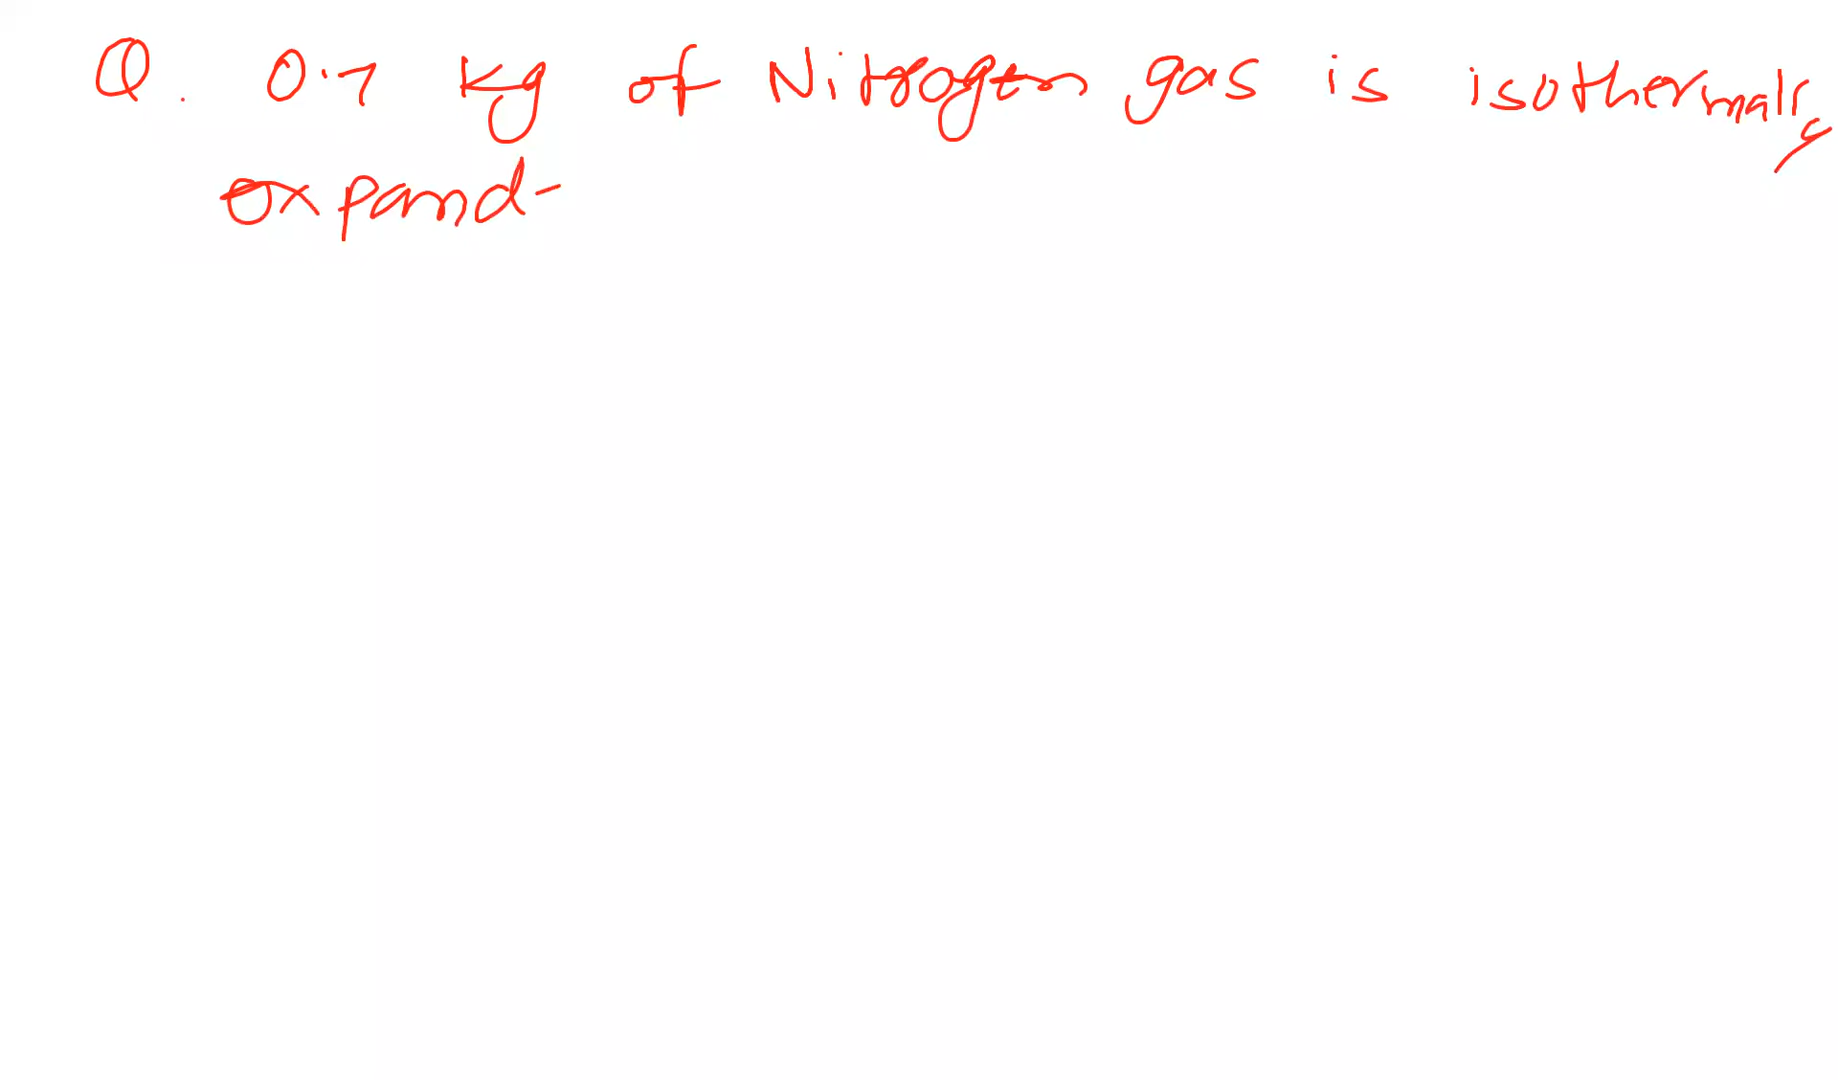 Q. 0.7 kg of Nitrogen gas is isothermally
expand-